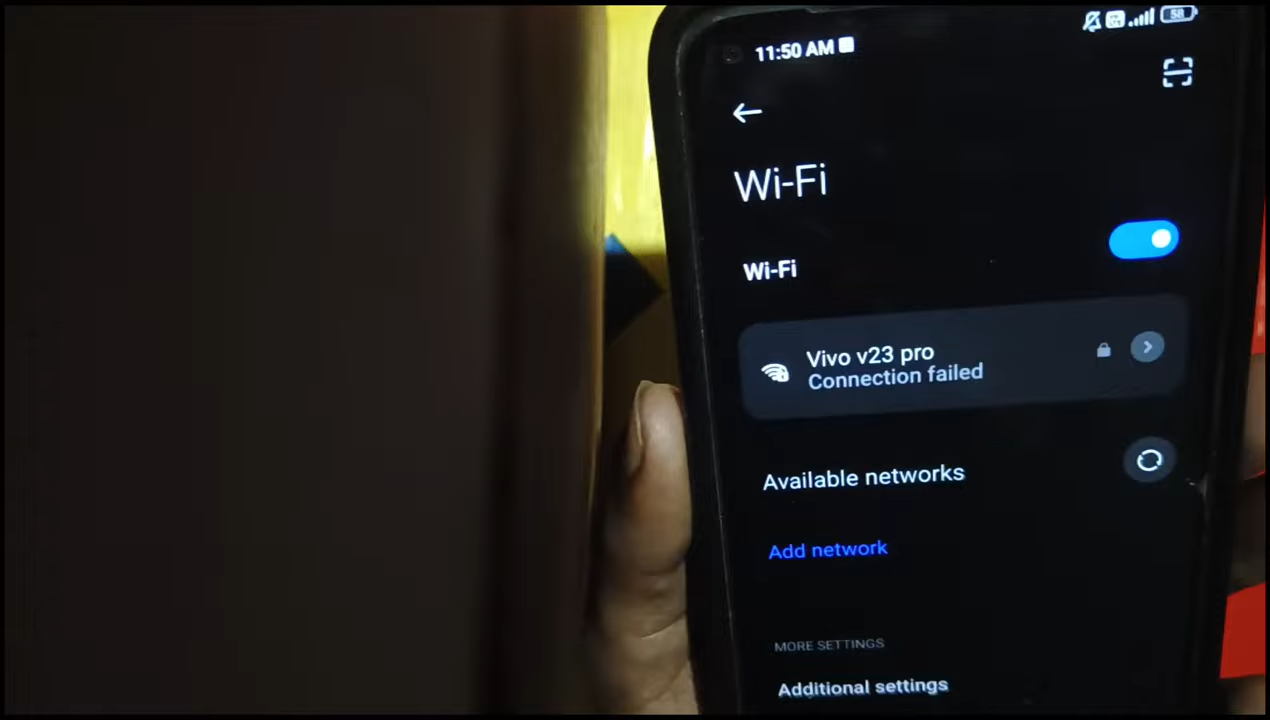 11:50 AM
58
Wi-Fi
Wi-Fi
Vivo v23 pro
Connection failed
Available networks
Add network
MORE SETTINGS
Additional settings